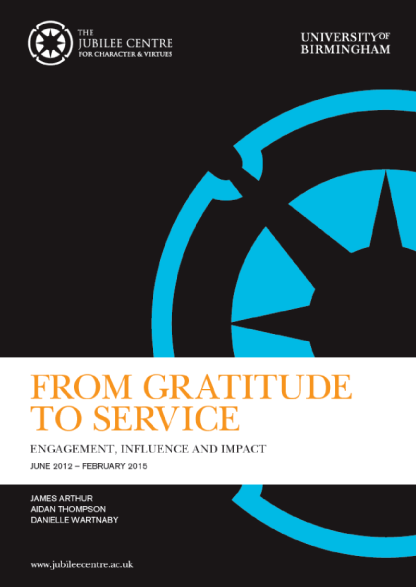 THE
JUBILEE CENTRE
FOR CHARACTER & VIRTUES
UNIVERSITY OF
BIRMINGHAM
FROM GRATITUDE
TO SERVICE
ENGAGEMENT, INFLUENCE AND IMPACT
JUNE 2012 – FEBRUARY 2015
JAMES ARTHUR
AIDAN THOMPSON
DANIELLE WARTNABY
www.jubileecentre.ac.uk